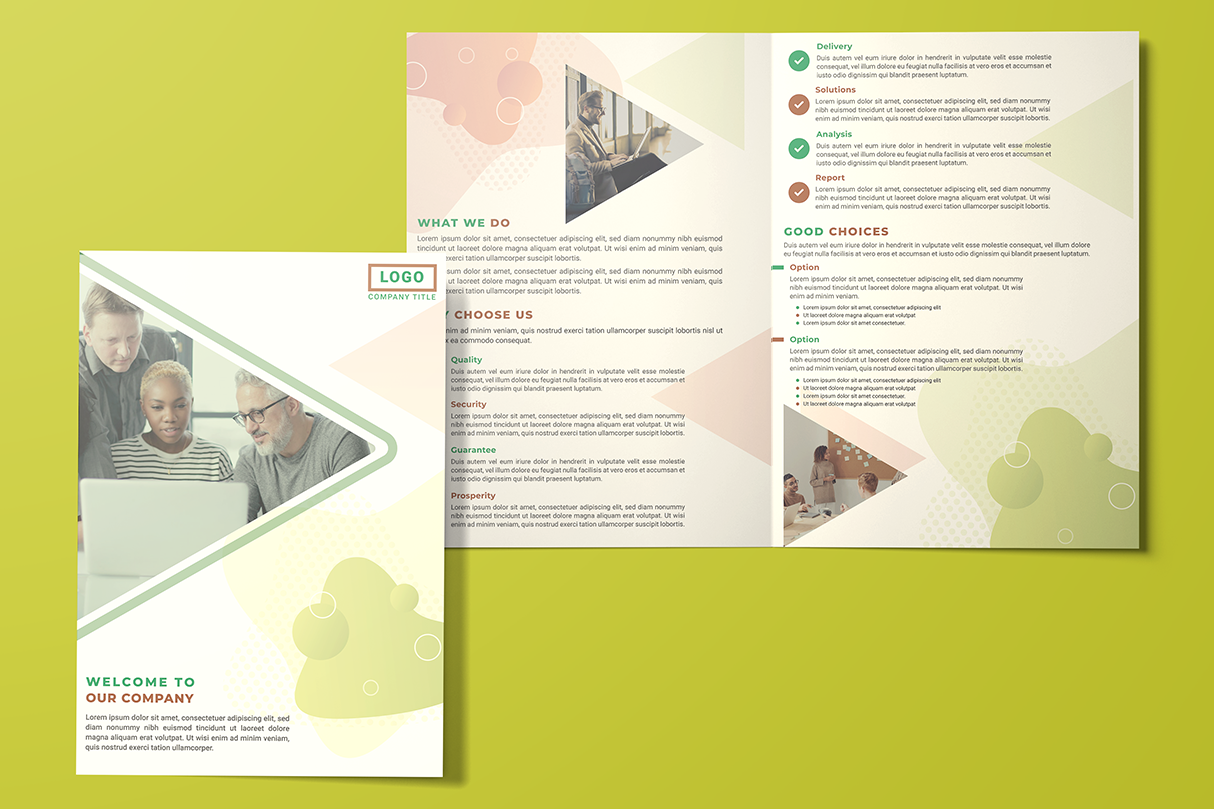 LOGO
COMPANY TITLE
WELCOME TO
OUR COMPANY
Lorem ipsum dolor sit amet, consectetuer adipiscing elit, sed
diam nonummy nibh euismod tincidunt ut laoreet dolore
magna aliquam erat volutpat. Ut wisi enim ad minim veniam,
quis nostrud exerci tation ullamcorper.
WHAT WE DO
Lorem ipsum dolor sit amet, consectetuer adipiscing elit, sed diam nonummy nibh euismod
tincidunt ut laoreet dolore magna aliquam erat volutpat. Ut wisi enim ad minim veniam, quis
exerci tation ullamcorper suscipit lobortis.
ipsum dolor sit amet, consectetuer adipiscing elit, sed diam nonummy nibh euismod
ut laoreet dolore magna aliquam erat volutpat. Ut wisi enim ad minim veniam, quis
exerci tation ullamcorper suscipit lobortis.
CHOOSE US
ad minim veniam, quis nostrud exerci tation ullamcorper suscipit lobortis nisl ut
ex ea commodo consequat.
Quality
Duis autem vel eum iriure dolor in hendrerit in vulputate velit esse molestie
consequat, vel illum dolore eu feugiat nulla facilisis at vero eros et accumsan et
iusto odio dignissim qui blandit praesent luptatum.
Security
Lorem ipsum dolor sit amet, consectetuer adipiscing elit, sed diam nonummy
nibh euismod tincidunt ut laoreet dolore magna aliquam erat volutpat. Ut wisi
enim ad minim veniam, quis nostrud exerci tation ullamcorper suscipit lobortis.
Guarantee
Duis autem vel eum iriure dolor in hendrerit in vulputate velit esse molestie
consequat, vel illum dolore eu feugiat nulla facilisis at vero eros et accumsan et
iusto odio dignissim qui blandit praesent luptatum.
Prosperity
Lorem ipsum dolor sit amet, consectetuer adipiscing elit, sed diam nonummy
nibh euismod tincidunt ut laoreet dolore magna aliquam erat volutpat. Ut wisi
enim ad minim veniam, quis nostrud exerci tation ullamcorper suscipit lobortis.
Delivery
Duis autem vel eum iriure dolor in hendrerit in vulputate velit esse molestie
consequat, vel illum dolore eu feugiat nulla facilisis at vero eros et accumsan et
iusto odio dignissim qui blandit praesent luptatum.
Solutions
Lorem ipsum dolor sit amet, consectetuer adipiscing elit, sed diam nonummy
nibh euismod tincidunt ut laoreet dolore magna aliquam erat volutpat. Ut wisi
enim ad minim veniam, quis nostrud exerci tation ullamcorper suscipit lobortis.
Analysis
Duis autem vel eum iriure dolor in hendrerit in vulputate velit esse molestie
consequat, vel illum dolore eu feugiat nulla facilisis at vero eros et accumsan et
iusto odio dignissim qui blandit praesent luptatum.
Report
Lorem ipsum dolor sit amet, consectetuer adipiscing elit, sed diam nonummy
nibh euismod tincidunt ut laoreet dolore magna aliquam erat volutpat. Ut wisi
enim ad minim veniam, quis nostrud exerci tation ullamcorper suscipit lobortis.
GOOD CHOICES
Duis autem vel eum iriure dolor in hendrerit in vulputate velit esse molestie consequat, vel illum dolore
eu feugiat nulla facilisis at vero eros et accumsan et iusto odio dignissim qui blandit praesent luptatum.
Option
Lorem ipsum dolor sit amet, consectetuer adipiscing elit, sed diam nonummy
nibh euismod tincidunt ut laoreet dolore magna aliquam erat volutpat. Ut wisi
enim ad minim veniam.
Lorem ipsum dolor sit amet, consectetuer adipiscing elit
Ut laoreet dolore magna aliquam erat volutpat
Lorem ipsum dolor sit amet consectetuer.
Option
Lorem ipsum dolor sit amet, consectetuer adipiscing elit, sed diam nonummy
nibh euismod tincidunt ut laoreet dolore magna aliquam erat volutpat. Ut wisi
enim ad minim veniam, quis nostrud exerci tation ullamcorper suscipit lobortis.
Lorem ipsum dolor sit amet, consectetuer adipiscing elit
Ut laoreet dolore magna aliquam erat volutpat
Lorem ipsum dolor sit amet consectetuer.
Ut laoreet dolore magna aliquam erat volutpat